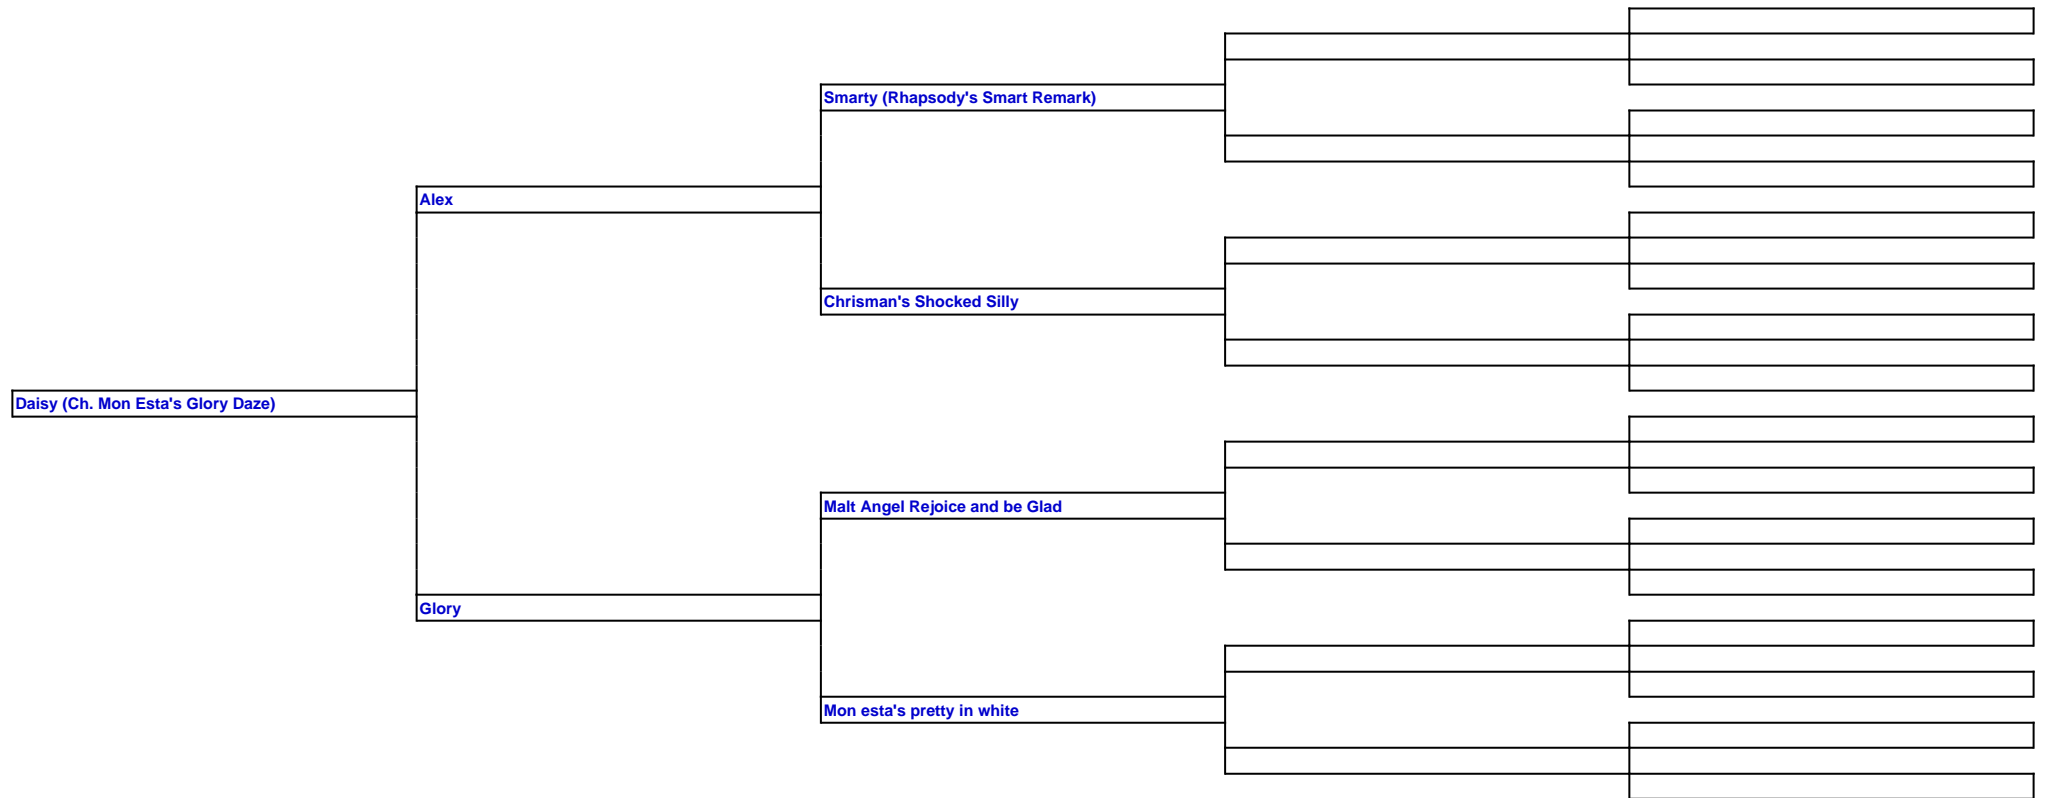 Smarty (Rhapsody's Smart Remark)
Alex
Chrisman's Shocked Silly
Daisy (Ch. Mon Esta's Glory Daze)
Malt Angel Rejoice and be Glad
Glory
Mon esta's pretty in white